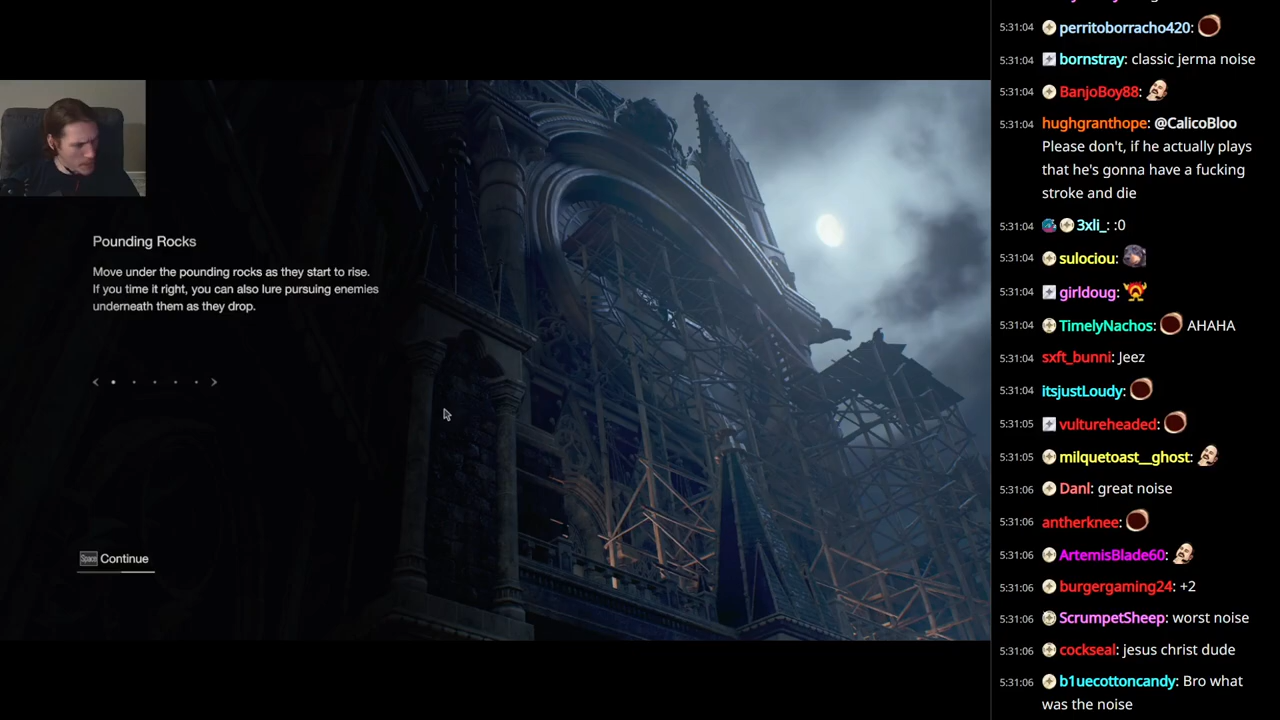 Pounding Rocks
Move under the pounding rocks as they start to rise.
If you time it right, you can also lure pursuing enemies
underneath them as they drop.
Space Continue
5:31:04 perritoborracho420:
5:31:04 bornstray: classic jerma noise
5:31:04 BanjoBoy88:
5:31:04 hughgranthope: @CalicoBloo
Please don't, if he actually plays
that he's gonna have a fucking
stroke and die
5:31:04 3xli_: :0
5:31:04 sulociou:
5:31:04 girldoug:
5:31:04 TimelyNachos: AHAHA
5:31:04 sxft_bunni: Jeez
5:31:04 itsjustLoudy:
5:31:05 vultureheaded:
5:31:05 milquetoast__ghost:
5:31:06 Danl: great noise
5:31:06 antherknee:
5:31:06 ArtemisBlade60:
5:31:06 burgergaming24: +2
5:31:06 ScrumpetSheep: worst noise
5:31:06 cockseal: jesus christ dude
5:31:06 b1uecottoncandy: Bro what
was the noise